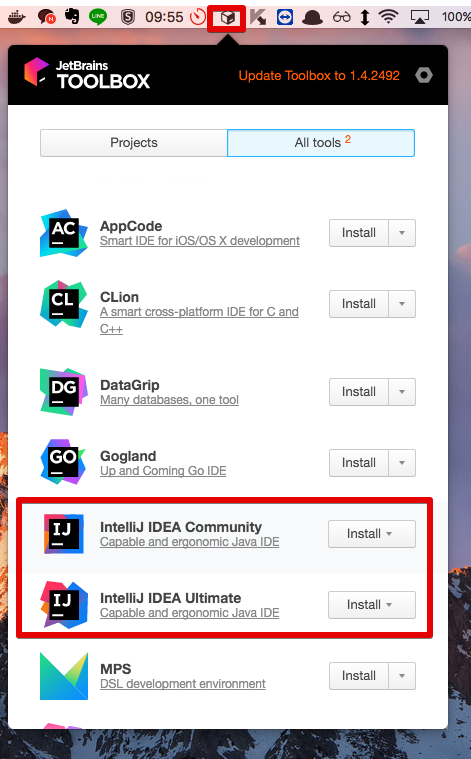 LINE
S
09:55
100%
JetBrains
TOOLBOX
Update Toolbox to 1.4.2492
Projects
All tools 2
AC
AppCode
Smart IDE for iOS/OS X development
Install
CL
CLion
A smart cross-platform IDE for C and
C++
Install
DG
DataGrip
Many databases, one tool
Install
GO
Gogland
Up and Coming Go IDE
Install
IJ
IntelliJ IDEA Community
Capable and ergonomic Java IDE
Install
IJ
IntelliJ IDEA Ultimate
Capable and ergonomic Java IDE
Install
MPS
DSL development environment
Install